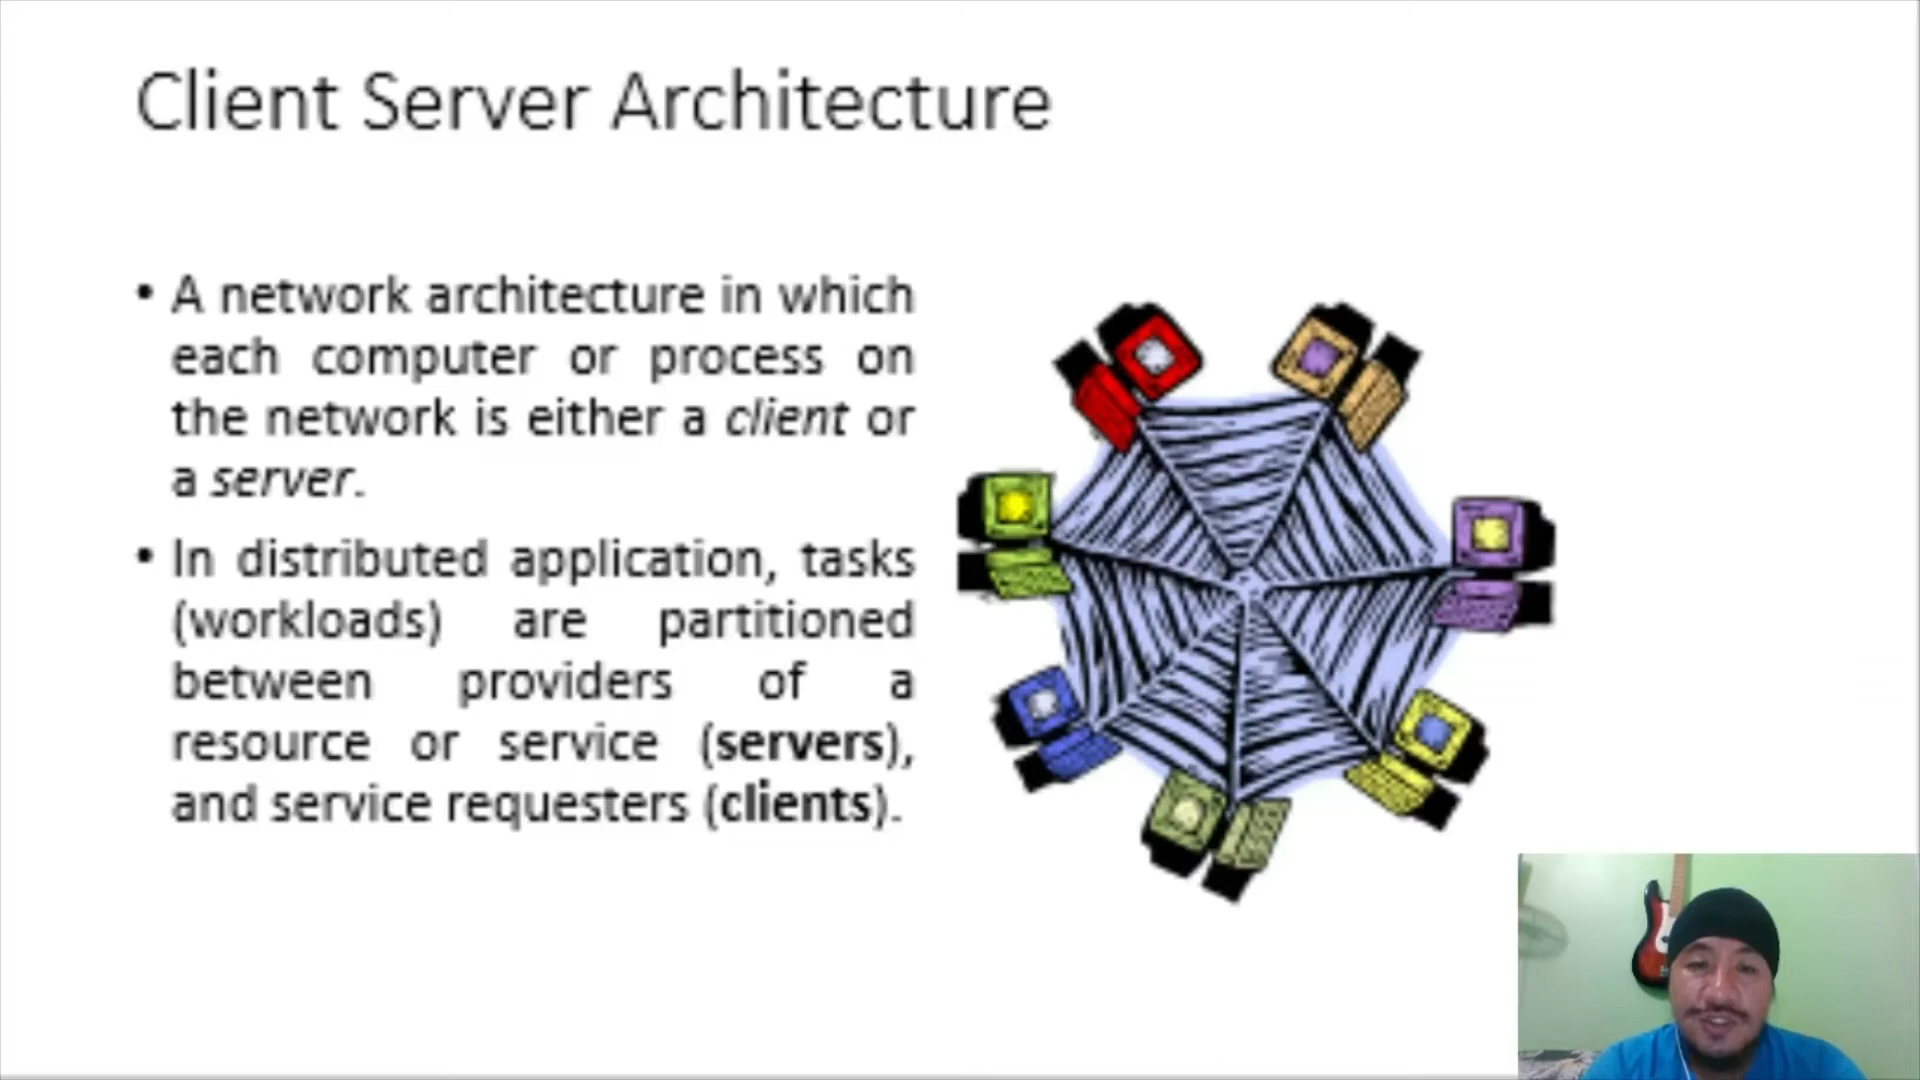 Client Server Architecture
• A network architecture in which
each computer or process on
the network is either a client or
a server.
• In distributed application, tasks
(workloads) are partitioned
between providers of a
resource or service (servers),
and service requesters (clients).